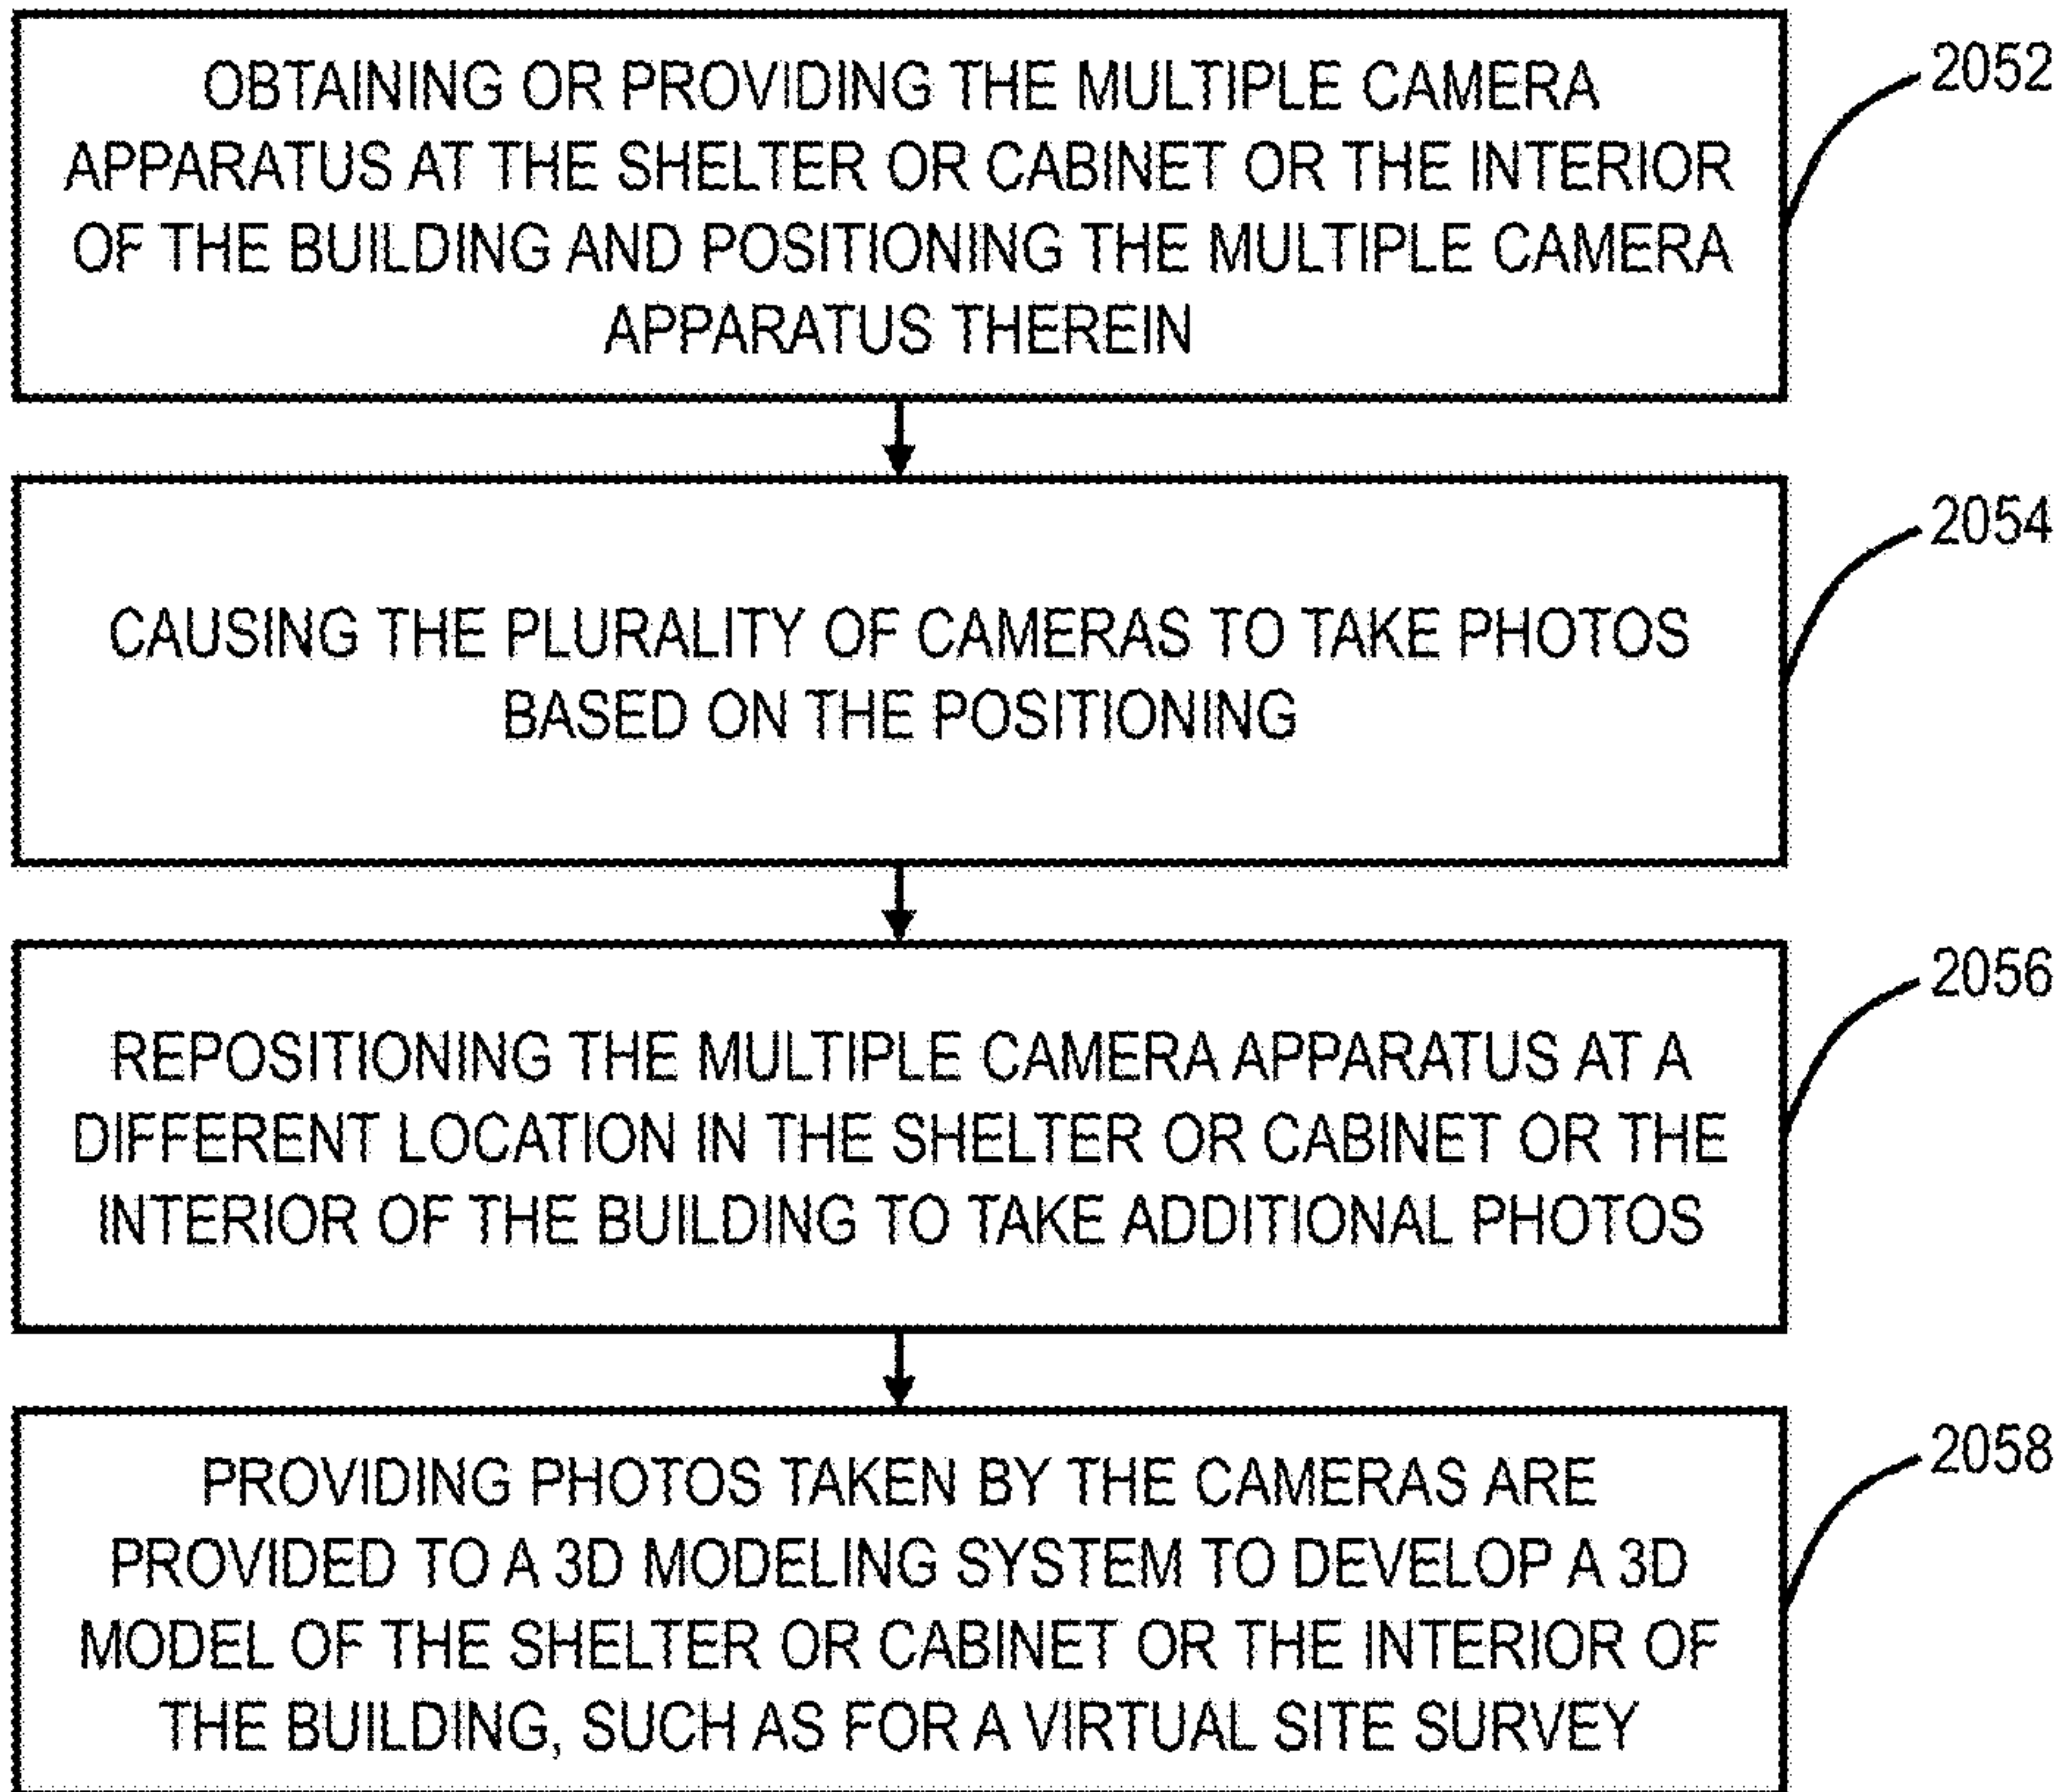 OBTAINING OR PROVIDING THE MULTIPLE CAMERA
APPARATUS AT THE SHELTER OR CABINET OR THE INTERIOR
OF THE BUILDING AND POSITIONING THE MULTIPLE CAMERA
APPARATUS THEREIN
2052
CAUSING THE PLURALITY OF CAMERAS TO TAKE PHOTOS
BASED ON THE POSITIONING
2054
REPOSITIONING THE MULTIPLE CAMERA APPARATUS AT A
DIFFERENT LOCATION IN THE SHELTER OR CABINET OR THE
INTERIOR OF THE BUILDING TO TAKE ADDITIONAL PHOTOS
2056
PROVIDING PHOTOS TAKEN BY THE CAMERAS ARE
PROVIDED TO A 3D MODELING SYSTEM TO DEVELOP A 3D
MODEL OF THE SHELTER OR CABINET OR THE INTERIOR OF
THE BUILDING, SUCH AS FOR A VIRTUAL SITE SURVEY
2058